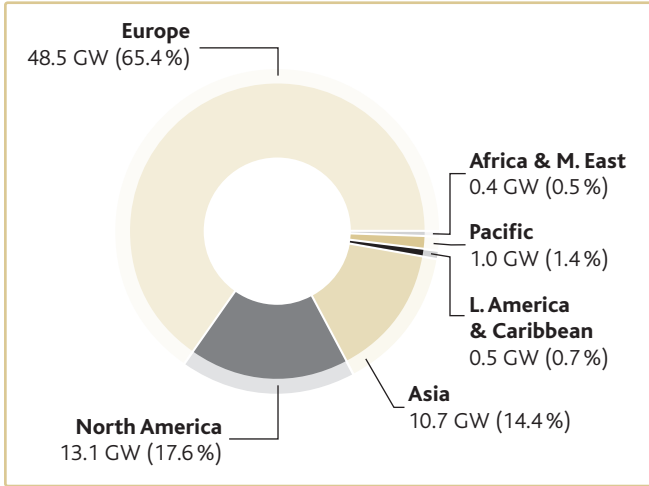 Europe
48.5 GW (65.4 %)
Africa & M. East
0.4 GW (0.5 %)
Pacific
1.0 GW (1.4 %)
L. America
& Caribbean
0.5 GW (0.7 %)
Asia
10.7 GW (14.4 %)
North America
13.1 GW (17.6 %)